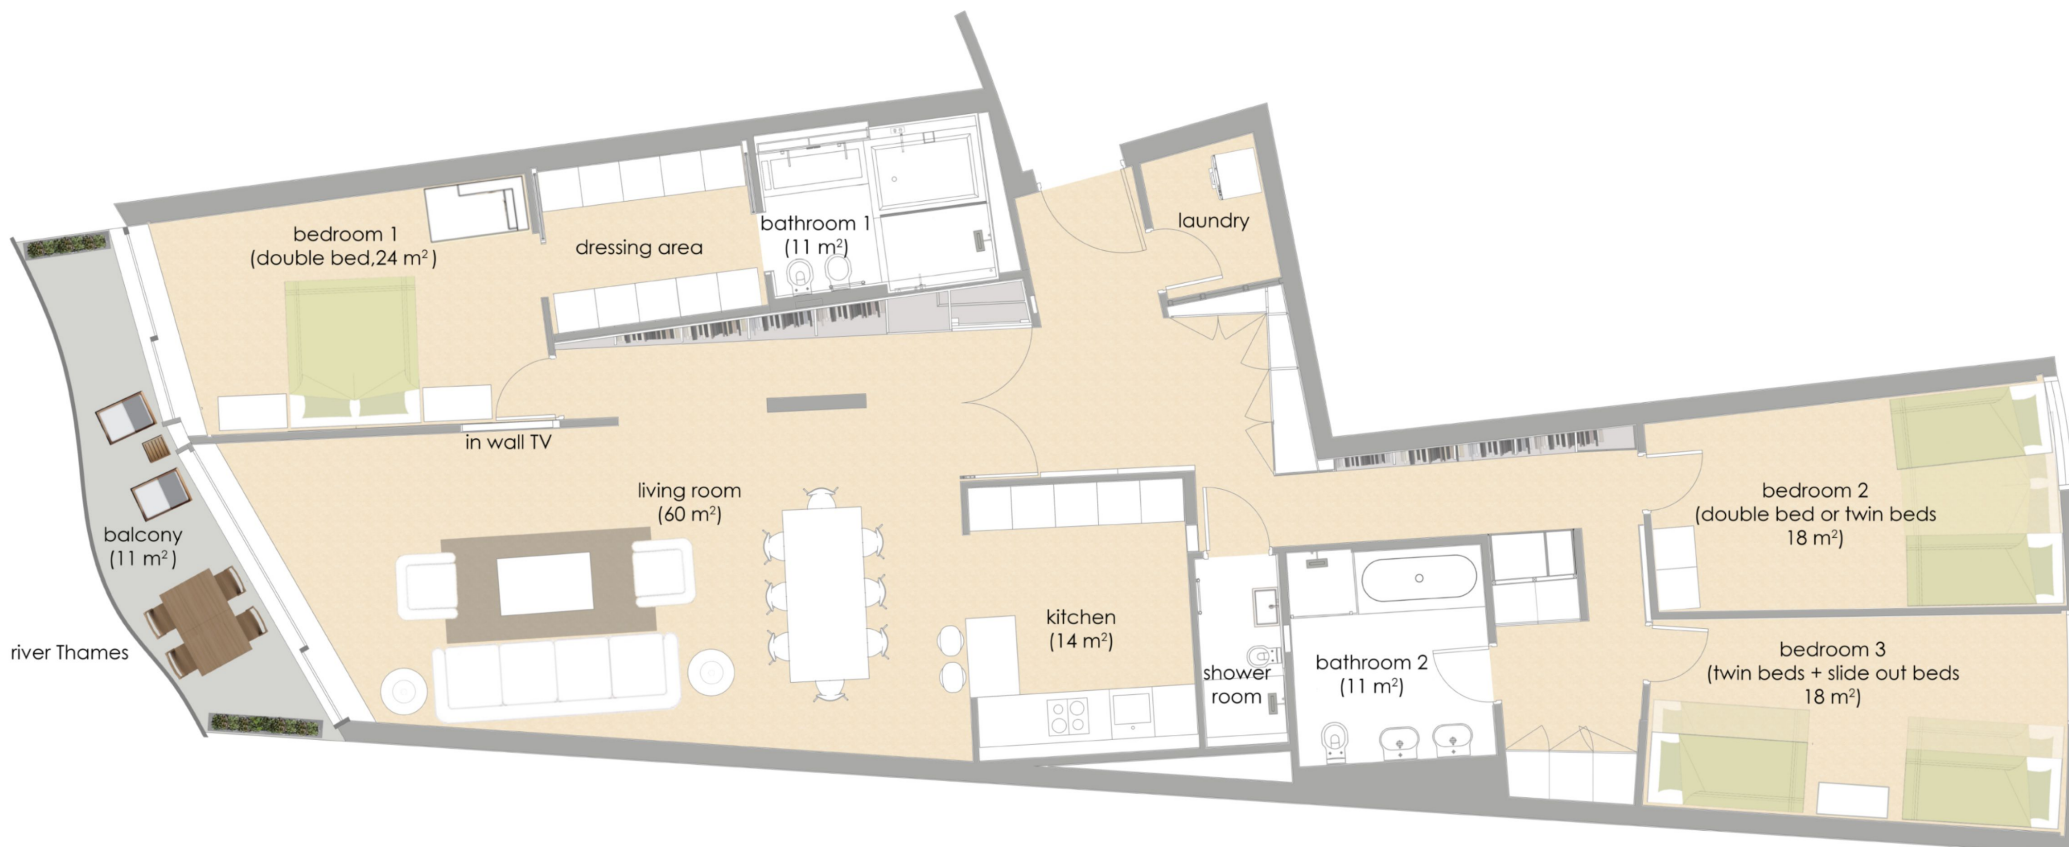 bedroom 1
(double bed,24 m²)
dressing area
bathroom 1
(11 m²)
laundry
in wall TV
living room
(60 m²)
balcony
(11 m²)
river Thames
kitchen
(14 m²)
shower
room
bathroom 2
(11 m²)
bedroom 2
(double bed or twin beds
18 m²)
bedroom 3
(twin beds + slide out beds
18 m²)